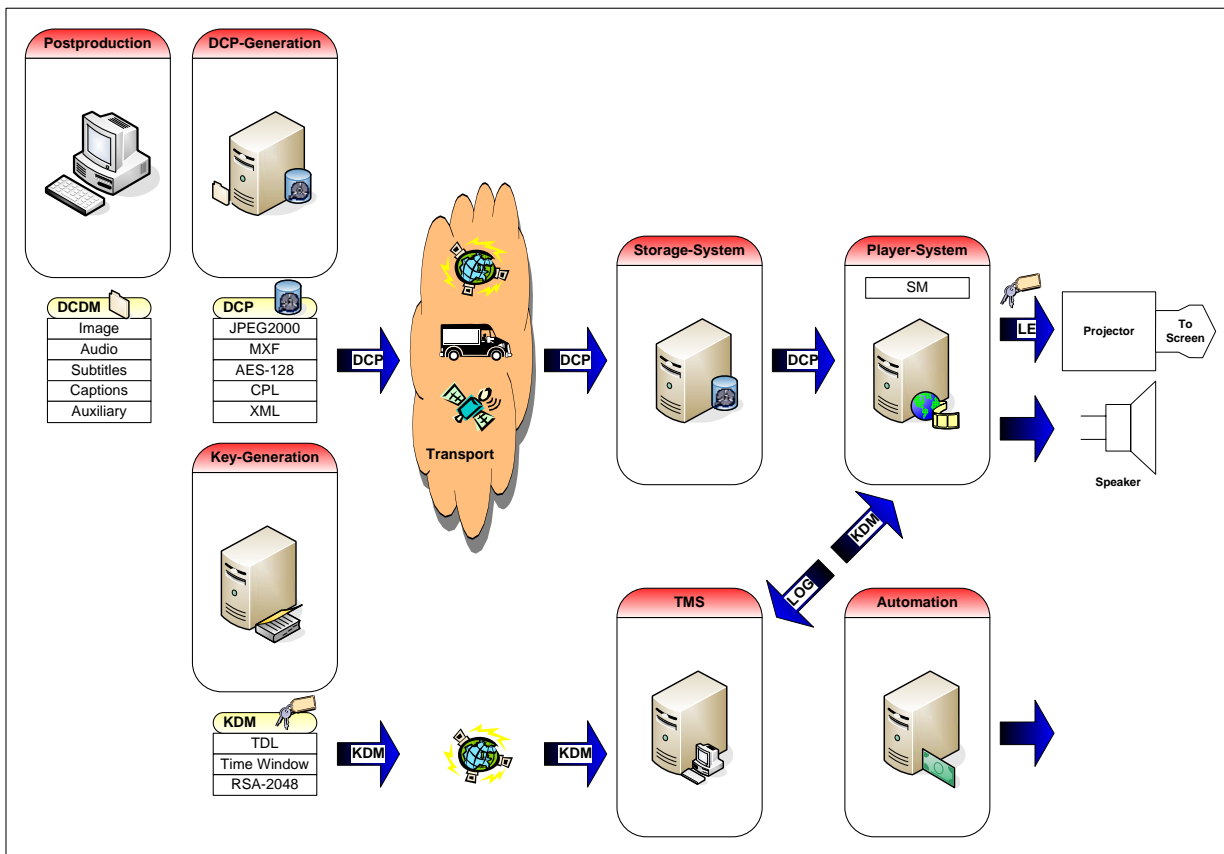 Postproduction
DCP-Generation
DCDM
Image
Audio
Subtitles
Captions
Auxiliary
DCP
JPEG2000
MXF
AES-128
CPL
XML
DCP
Transport
DCP
Storage-System
DCP
Player-System
SM
LE
Projector
To
Screen
Speaker
Key-Generation
KDM
LOG
KDM
TDL
Time Window
RSA-2048
KDM
KDM
TMS
Automation